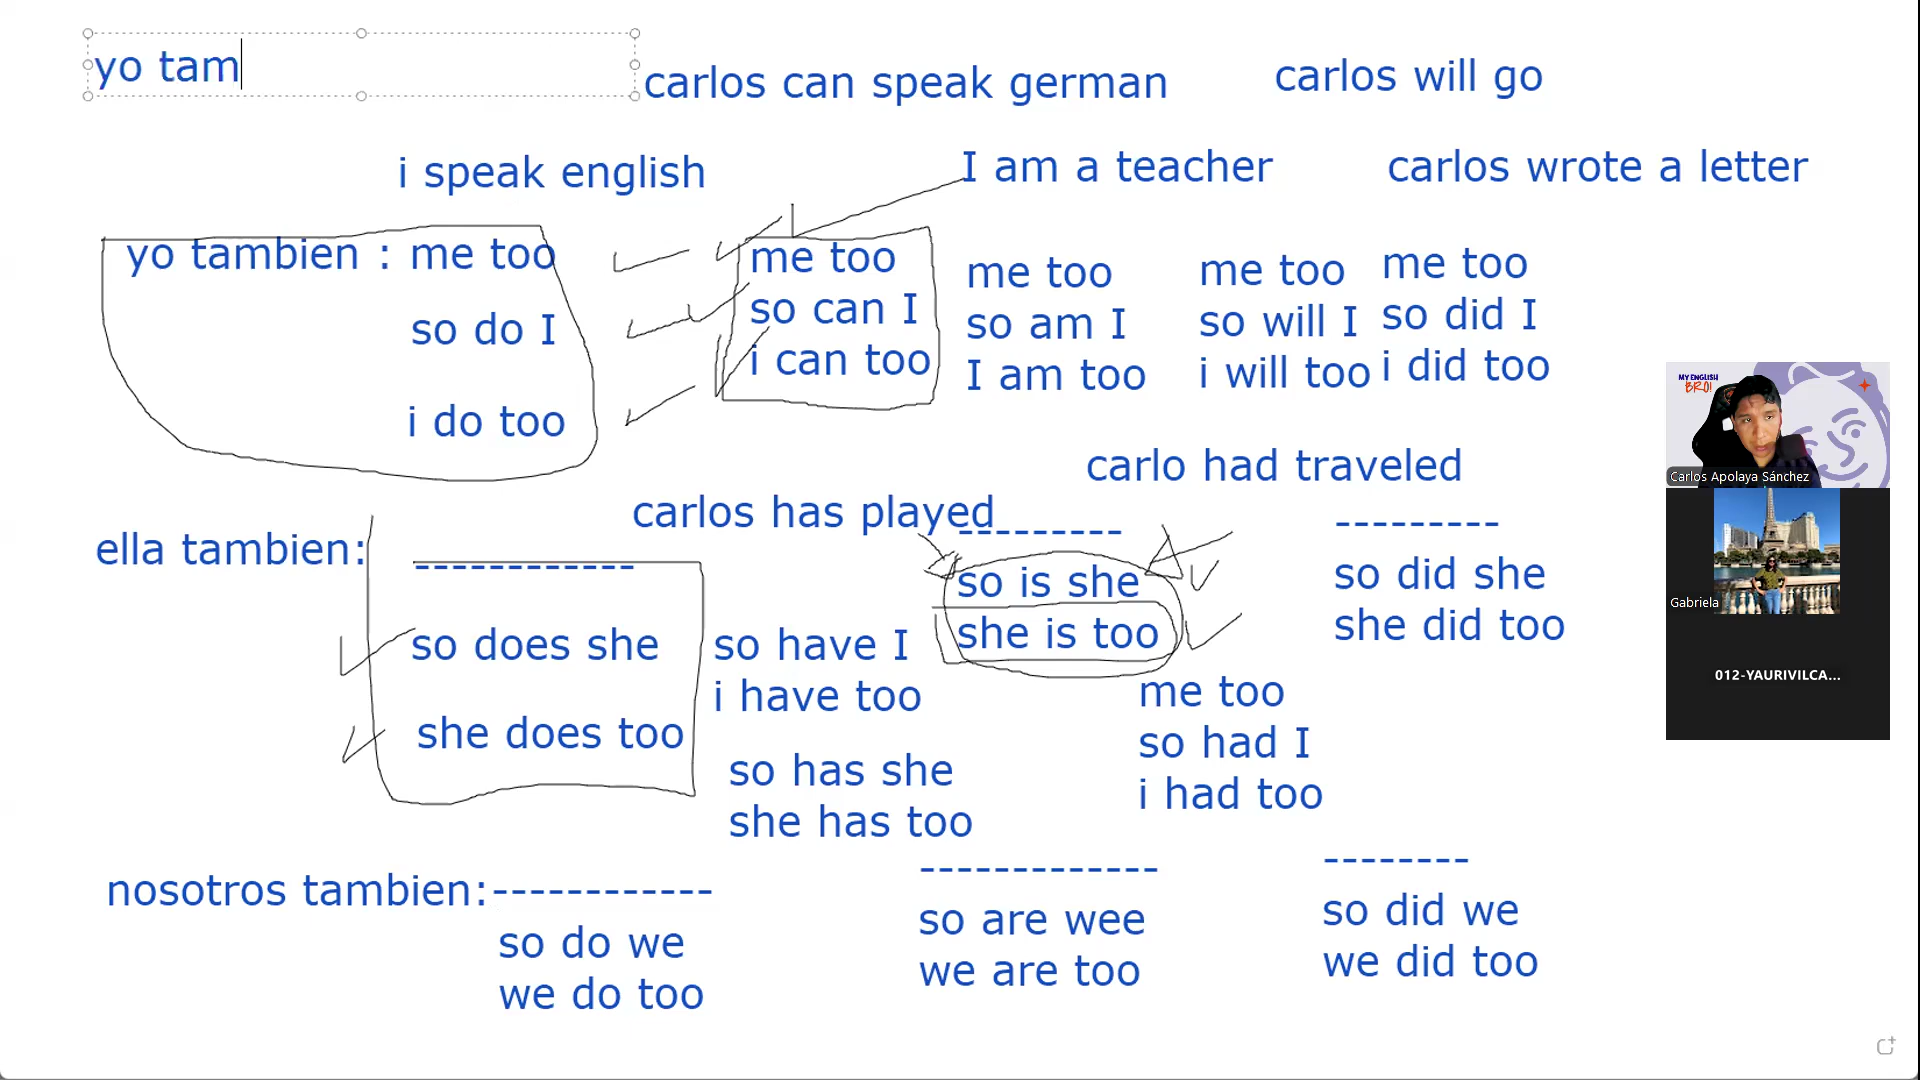 yo tam
carlos can speak german
carlos will go
i speak english
I am a teacher
carlos wrote a letter
yo tambien : me too
so do I
i do too
me too
so can I
i can too
me too
so am I
I am too
me too
so will I
i will too
me too
so did I
i did too
carlo had traveled
carlos has played
ella tambien:
------------
so does she
she does too
so have I
i have too
so has she
she has too
---------
so is she
she is too
me too
so had I
i had too
---------
so did she
she did too
nosotros tambien:------------
so do we
we do too
-------------
so are wee
we are too
--------
so did we
we did too
MY ENGLISH
BRO!
Carlos Apolaya Sánchez
Gabriela
012-YAURIVILCA...